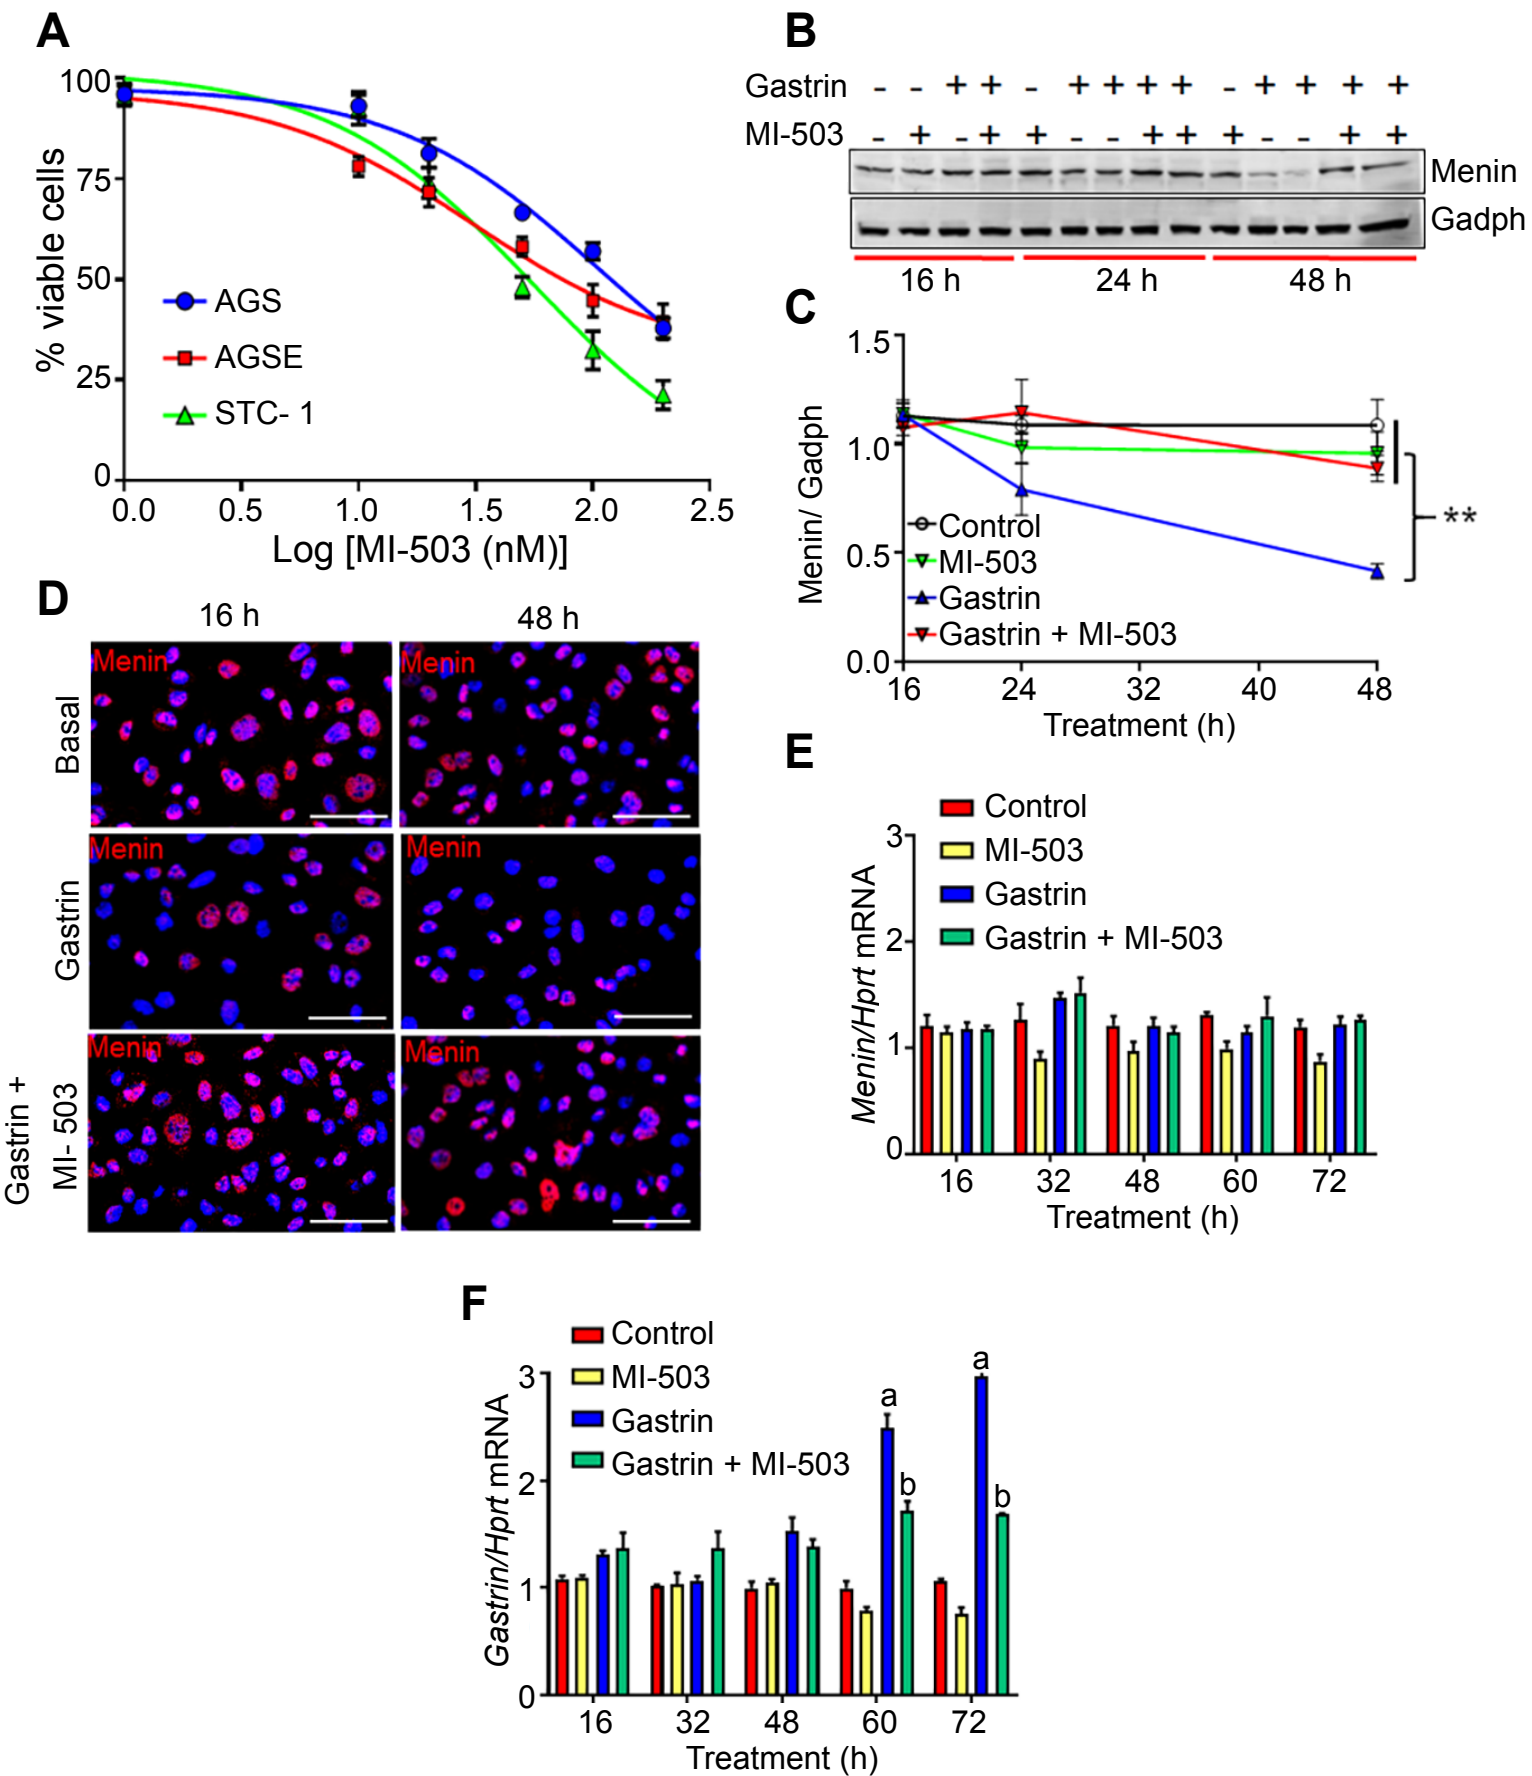 A
100
75
50
25
0
% viable cells
AGS
AGSE
STC- 1
0.0 0.5 1.0 1.5 2.0 2.5
Log [MI-503 (nM)]
B
Gastrin - - + + - + + + + - + + + +
MI-503 - + - + + - - + + + - - + +
Menin
Gadph
16 h 24 h 48 h
C
1.5
1.0
0.5
0.0
Menin/ Gadph
Control
MI-503
Gastrin
Gastrin + MI-503
**
16 24 32 40 48
Treatment (h)
D
16 h 48 h
Basal
Menin Menin
Gastrin
Menin Menin
Gastrin +
MI- 503
Menin Menin
E
Control
MI-503
Gastrin
Gastrin + MI-503
3
2
1
0
Menin/Hprt mRNA
16 32 48 60 72
Treatment (h)
F
Control
MI-503
Gastrin
Gastrin + MI-503
3
2
1
0
Gastrin/Hprt mRNA
a
b
a
b
16 32 48 60 72
Treatment (h)